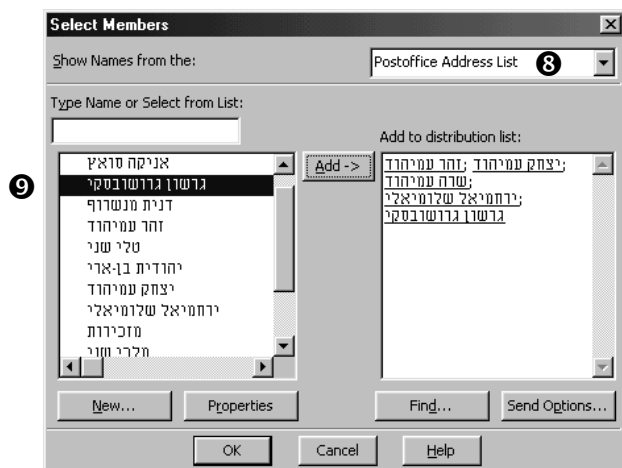 Select Members
Show Names from the:
Postoffice Address List
8
Type Name or Select from List:
Add to distribution list:
9
אניקה סואץ
גרשון גרושובסקי
דנית מנשרוף
זהר עמיהוד
טלי שני
יהודית בן-ארי
יצחק עמיהוד
ירחמיאל שלומיאלי
מזכירות
מלכי שני
Add ->
זהר עמיהוד; יצחק עמיהוד;
שרה עמיהוד;
ירחמיאל שלומיאלי;
גרשון גרושובסקי
New...
Properties
Find...
Send Options...
OK
Cancel
Help